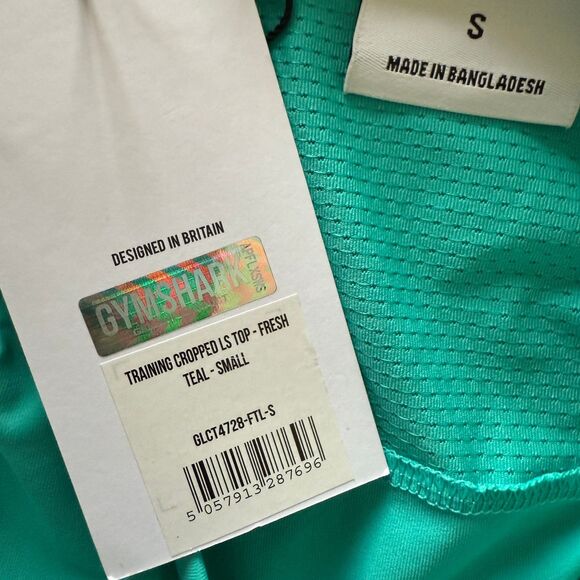 S
MADE IN BANGLADESH
DESIGNED IN BRITAIN
GYMSHARK
APFLXSVS
TRAINING CROPPED LS TOP - FRESH
TEAL - SMALL
GLCT4728-FTL-S
5 057913 287696